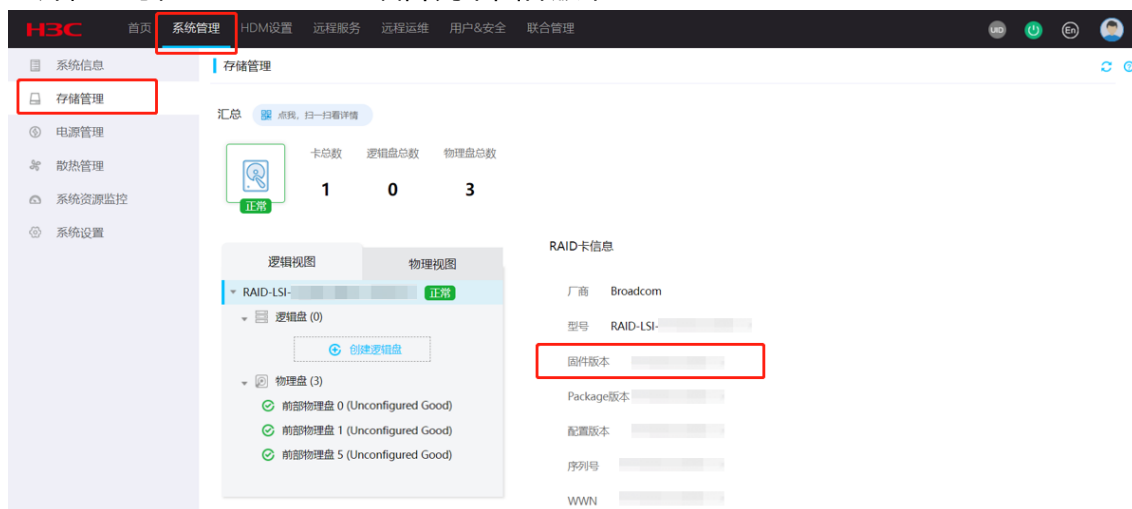 H3C 首页 系统管理 HDM设置 远程服务 远程运维 用户&安全 联合管理 UID En
系统信息
存储管理
电源管理
散热管理
系统资源监控
系统设置
存储管理
汇总 点我,扫一扫看详情
卡总数 逻辑盘总数 物理盘总数
1 0 3
正常
逻辑视图 物理视图
RAID-LSI- 正常
逻辑盘 (0)
创建逻辑盘
物理盘 (3)
前部物理盘 0 (Unconfigured Good)
前部物理盘 1 (Unconfigured Good)
前部物理盘 5 (Unconfigured Good)
RAID卡信息
厂商 Broadcom
型号 RAID-LSI-
固件版本
Package版本
配置版本
序列号
WWN